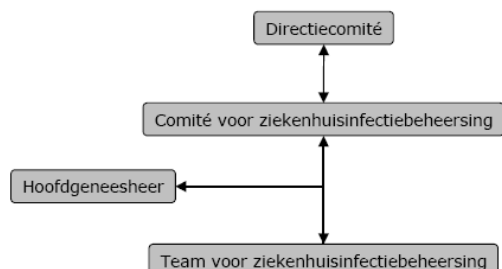 Directiecomité
Comité voor ziekenhuisinfectiebeheersing
Hoofdgeneesheer
Team voor ziekenhuisinfectiebeheersing